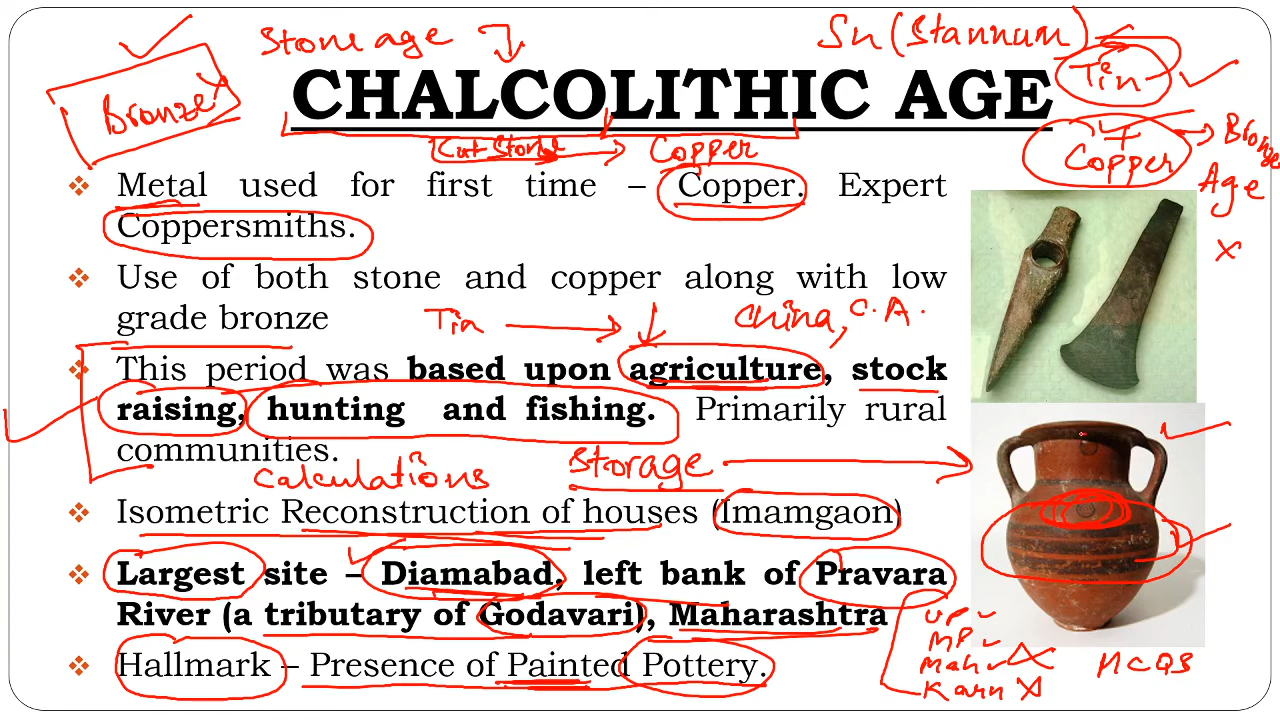 Stone age
Sn (Stannum)
Bronze
CHALCOLITHIC AGE
Tin
+
Copper
Bronze
Age
Copper
❖ Metal used for first time – Copper. Expert
Coppersmiths.
❖ Use of both stone and copper along with low
grade bronze
Tin
China, C.A.
❖ This period was based upon agriculture, stock
raising, hunting and fishing. Primarily rural
communities.
Calculations
Storage
❖ Isometric Reconstruction of houses (Imamgaon)
❖ Largest site – Diamabad, left bank of Pravara
River (a tributary of Godavari), Maharashtra
UP
MP
Mah
Karn
MCQS
❖ Hallmark – Presence of Painted Pottery.